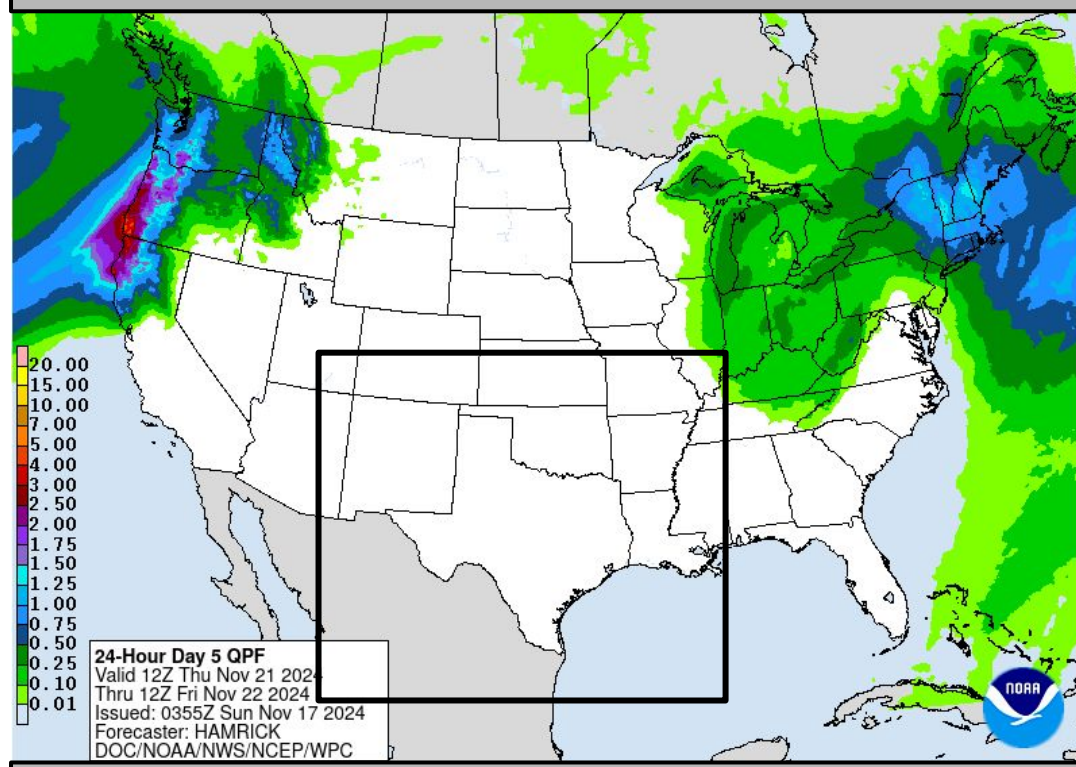 20.00
15.00
10.00
7.00
5.00
4.00
3.00
2.50
2.00
1.75
1.50
1.25
1.00
0.75
0.50
0.25
0.10
0.01
24-Hour Day 5 QPF
Valid 12Z Thu Nov 21 2024
Thru 12Z Fri Nov 22 2024
Issued: 0355Z Sun Nov 17 2024
Forecaster: HAMRICK
DOC/NOAA/NWS/NCEP/WPC
NOAA